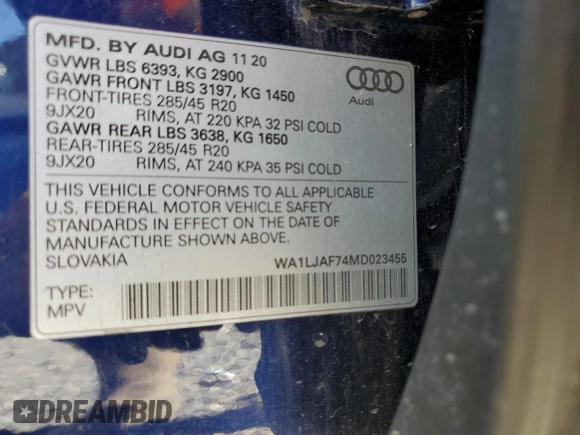 MFD. BY AUDI AG 11 20
GVWR LBS 6393, KG 2900
GAWR FRONT LBS 3197, KG 1450
FRONT-TIRES 285/45 R20
9JX20 RIMS, AT 220 KPA 32 PSI COLD
GAWR REAR LBS 3638, KG 1650
REAR-TIRES 285/45 R20
9JX20 RIMS, AT 240 KPA 35 PSI COLD
Audi
THIS VEHICLE CONFORMS TO ALL APPLICABLE
U.S. FEDERAL MOTOR VEHICLE SAFETY
STANDARDS IN EFFECT ON THE DATE OF
MANUFACTURE SHOWN ABOVE.
SLOVAKIA WA1LJAF74MD023455
TYPE:
MPV
DREAMBID